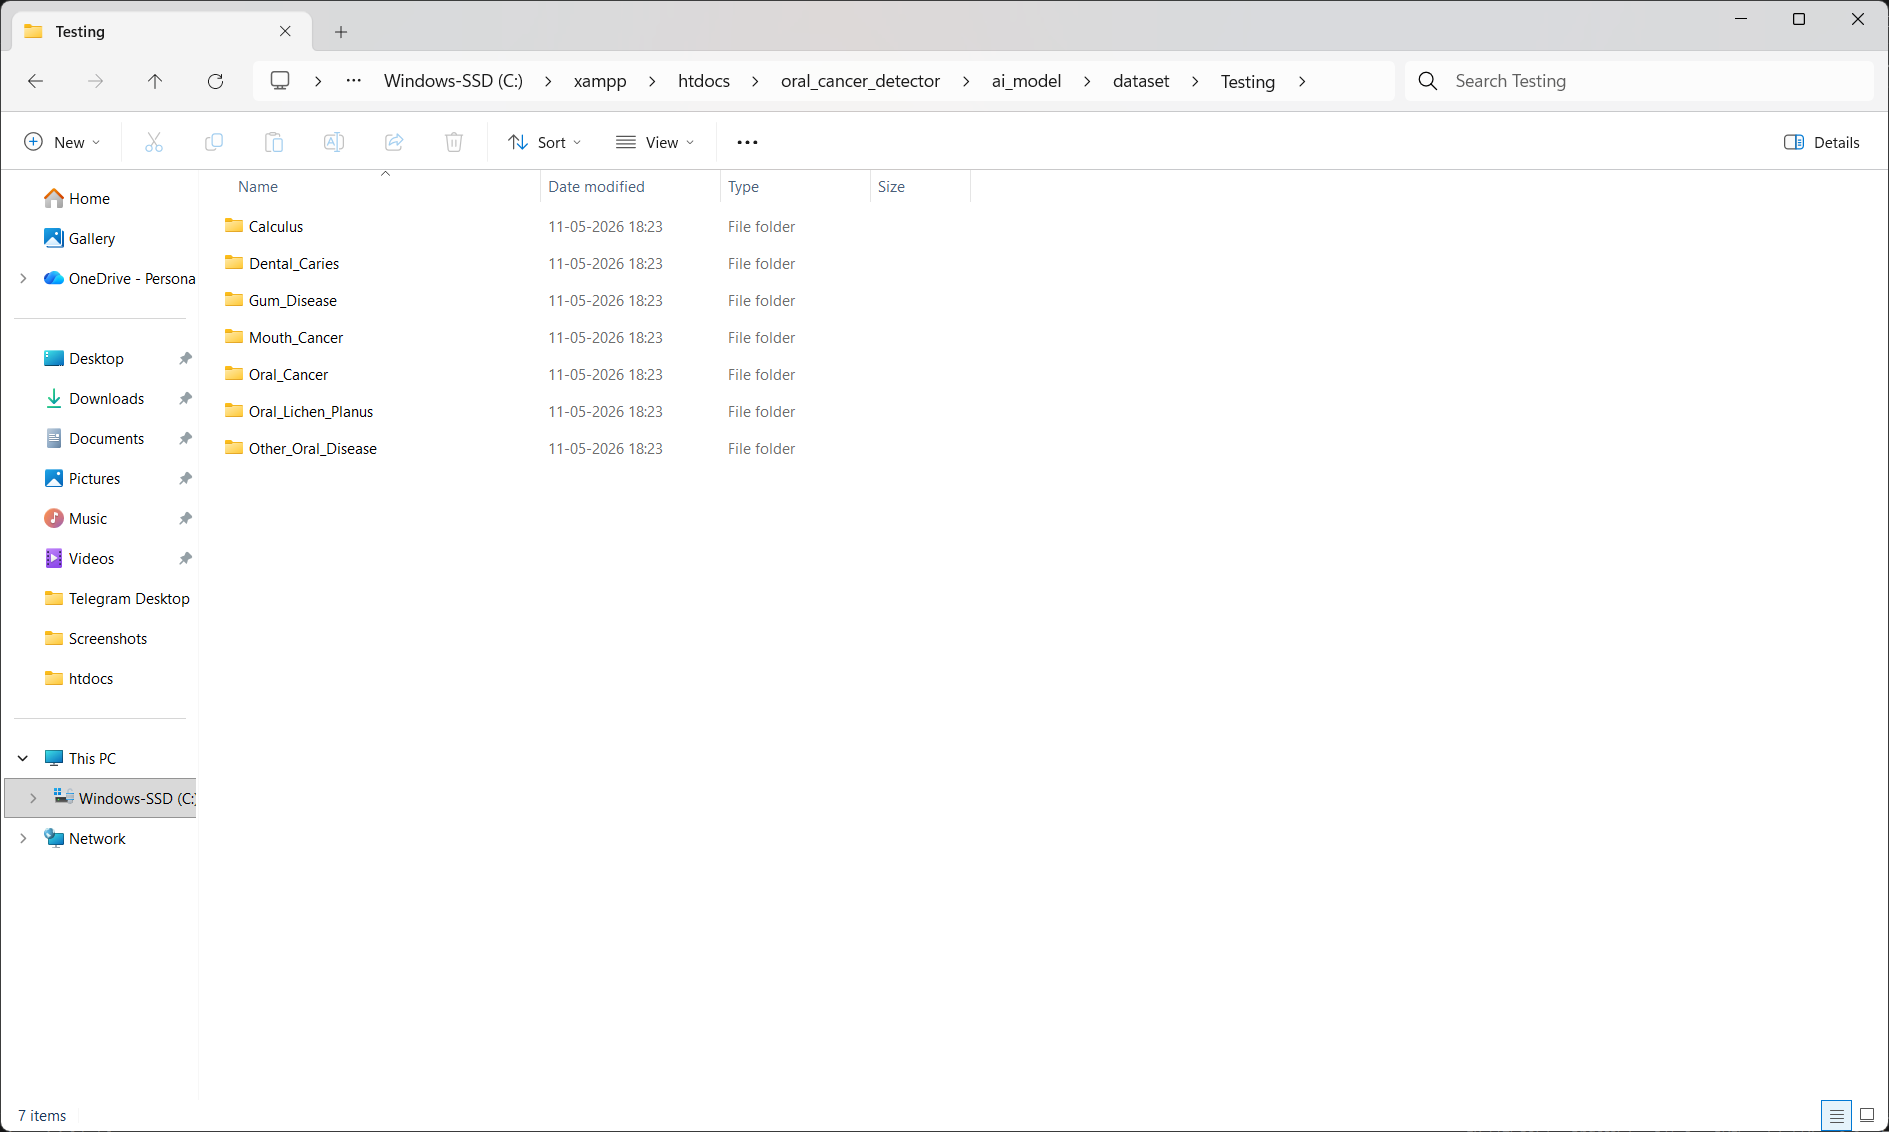 Testing
Windows-SSD (C:) xampp htdocs oral_cancer_detector ai_model dataset Testing
Search Testing
New
Sort
View
Details
Name Date modified Type Size
Home
Gallery
OneDrive - Persona
Desktop
Downloads
Documents
Pictures
Music
Videos
Telegram Desktop
Screenshots
htdocs
This PC
Windows-SSD (C:)
Network
Calculus 11-05-2026 18:23 File folder
Dental_Caries 11-05-2026 18:23 File folder
Gum_Disease 11-05-2026 18:23 File folder
Mouth_Cancer 11-05-2026 18:23 File folder
Oral_Cancer 11-05-2026 18:23 File folder
Oral_Lichen_Planus 11-05-2026 18:23 File folder
Other_Oral_Disease 11-05-2026 18:23 File folder
7 items